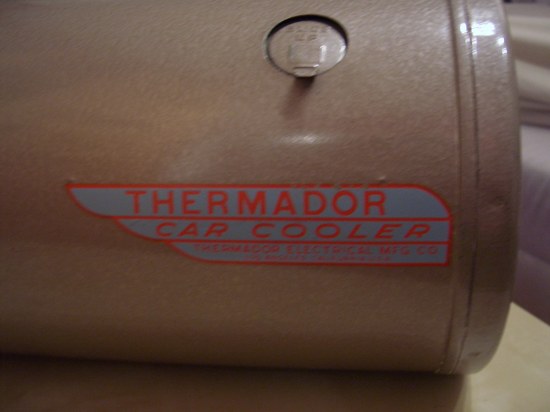 THERMADOR
CAR COOLER
THERMADOR ELECTRICAL MFG CO